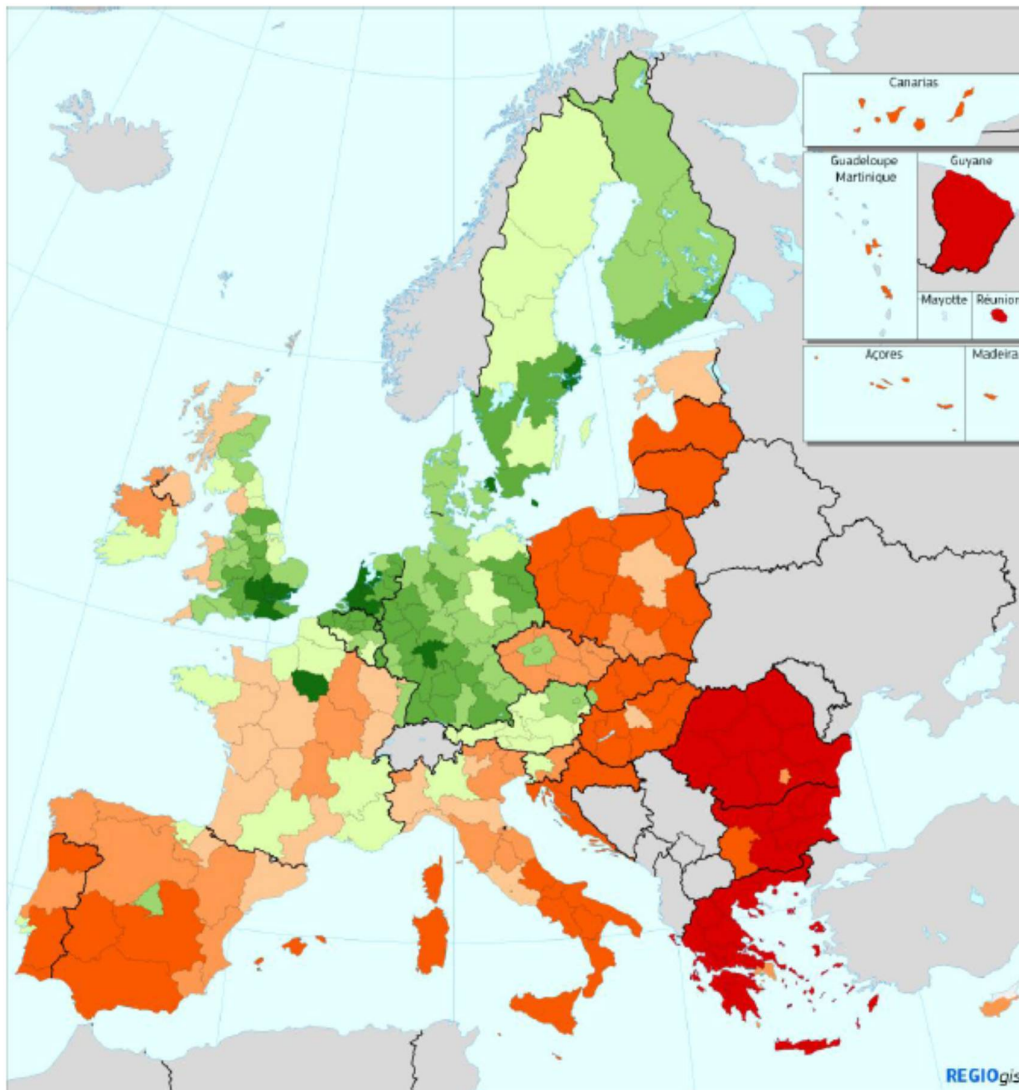 Canarias
Guadeloupe
Martinique
Guyane
Mayotte
Réunion
Açores
Madeira
REGIOgis